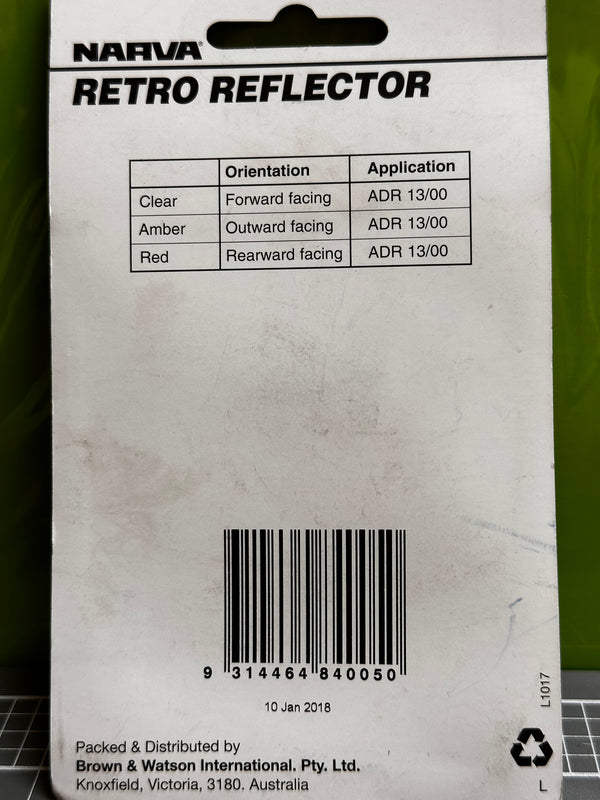 NARVA
RETRO REFLECTOR
Orientation Application
Clear Forward facing ADR 13/00
Amber Outward facing ADR 13/00
Red Rearward facing ADR 13/00
9 314464 840050
10 Jan 2018
L1017
Packed & Distributed by
Brown & Watson International. Pty. Ltd.
Knoxfield, Victoria, 3180. Australia
L